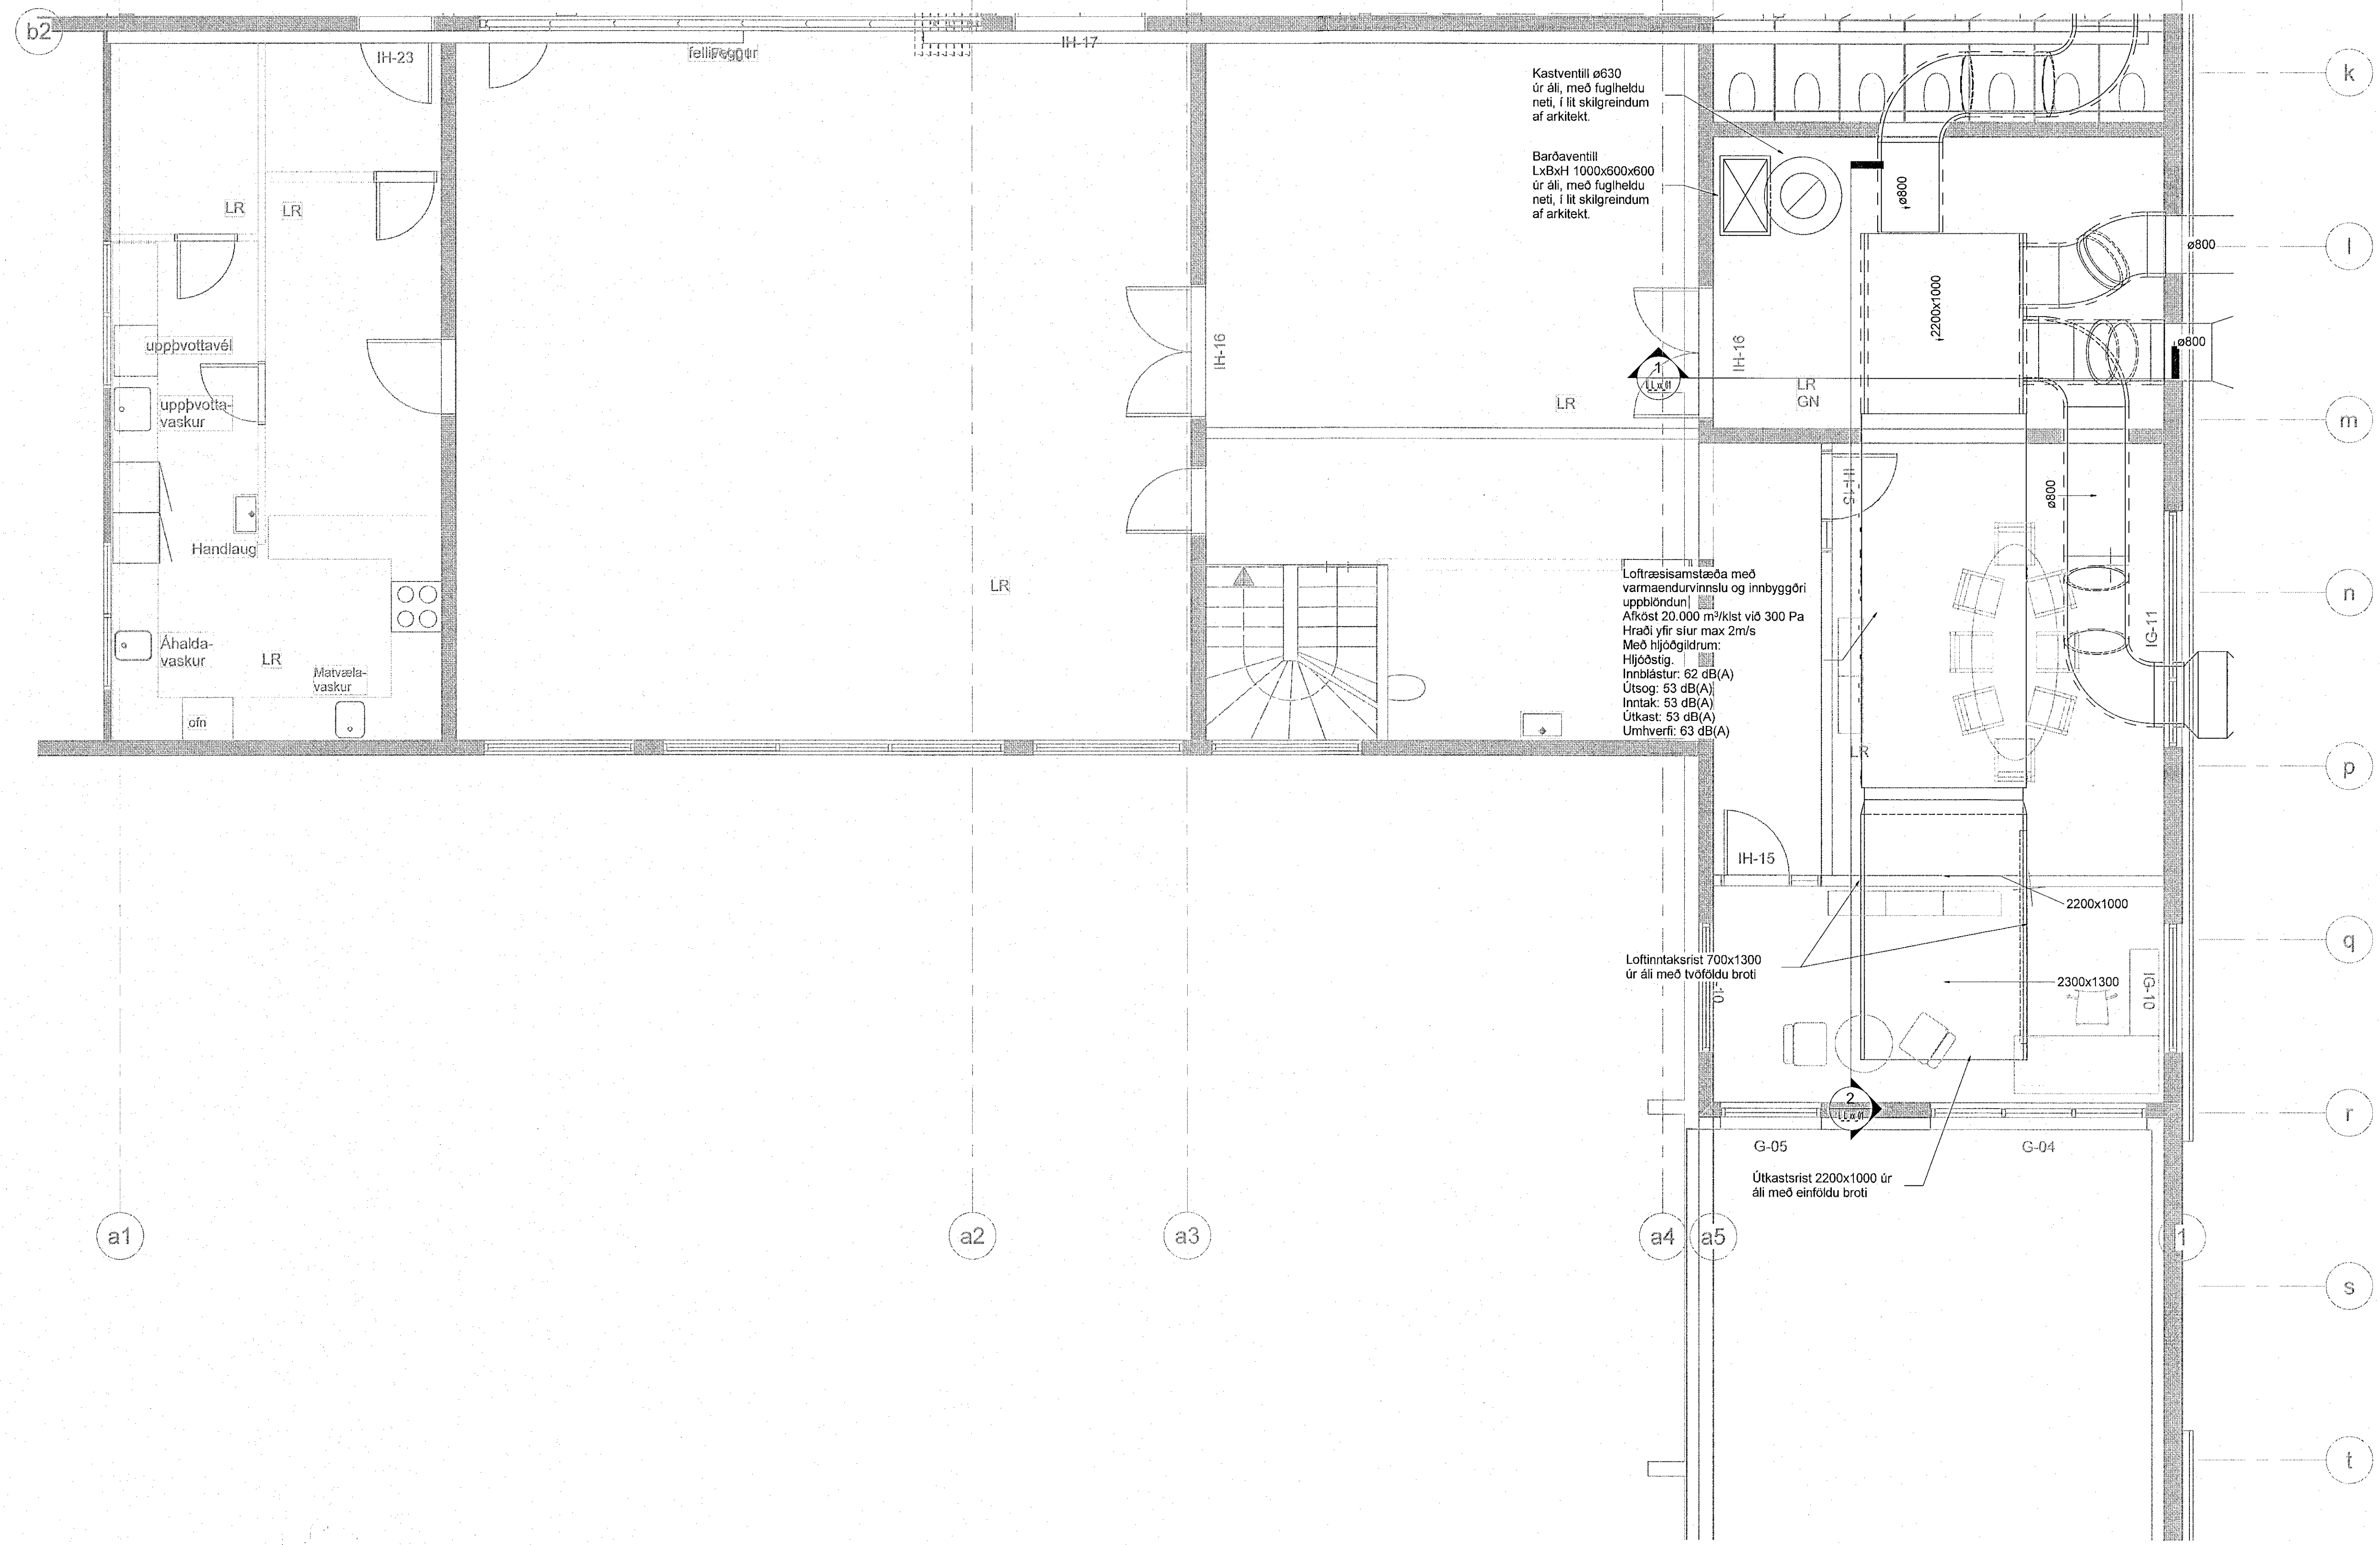 b2
IH-23
IH-17
Kastventill ø630
úr áli, með fuglheldu
neti, í lit skilgreindum
af arkitekt.
k
Barðaventill
LxBxH 1000x600x600
úr áli, með fuglheldu
neti, í lit skilgreindum
af arkitekt.
ø800
LR
LR
ø800
l
2200x1000
uppþvottavél
IH-16
IH-16
ø800
1
LR
GN
uppþvotta-
vaskur
LR
m
IH-15
ø800
Handlaug
LR
Loftræsisamstæða með
varmaendurvinnslu og innbyggðri
uppblöndun
Afköst 20.000 m³/klst við 300 Pa
Hraði yfir síur max 2m/s
Með hljóðgildrum:
Hljóðstig.
Innblástur: 62 dB(A)
Útsog: 53 dB(A)
Inntak: 53 dB(A)
Útkast: 53 dB(A)
Umhverfi: 63 dB(A)
n
IG-11
Áhalda-
vaskur
LR
Matvæla-
vaskur
ofn
LR
p
IH-15
2200x1000
q
Loftinntaksrist 700x1300
úr áli með tvöföldu broti
2300x1300
IG-10
2
r
G-05
G-04
Útkastsrist 2200x1000 úr
áli með einföldu broti
a1
a2
a3
a4
a5
1
s
t